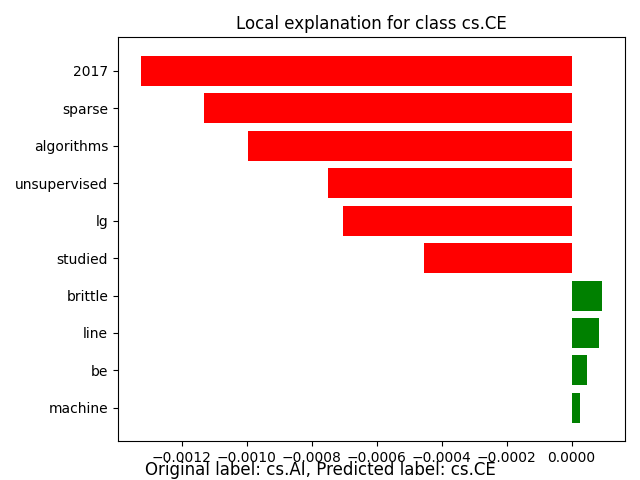 Local explanation for class cs.CE
2017
sparse
algorithms
unsupervised
lg
studied
brittle
line
be
machine
−0.0012 −0.0010 −0.0008 −0.0006 −0.0004 −0.0002 0.0000
Original label: cs.AI, Predicted label: cs.CE